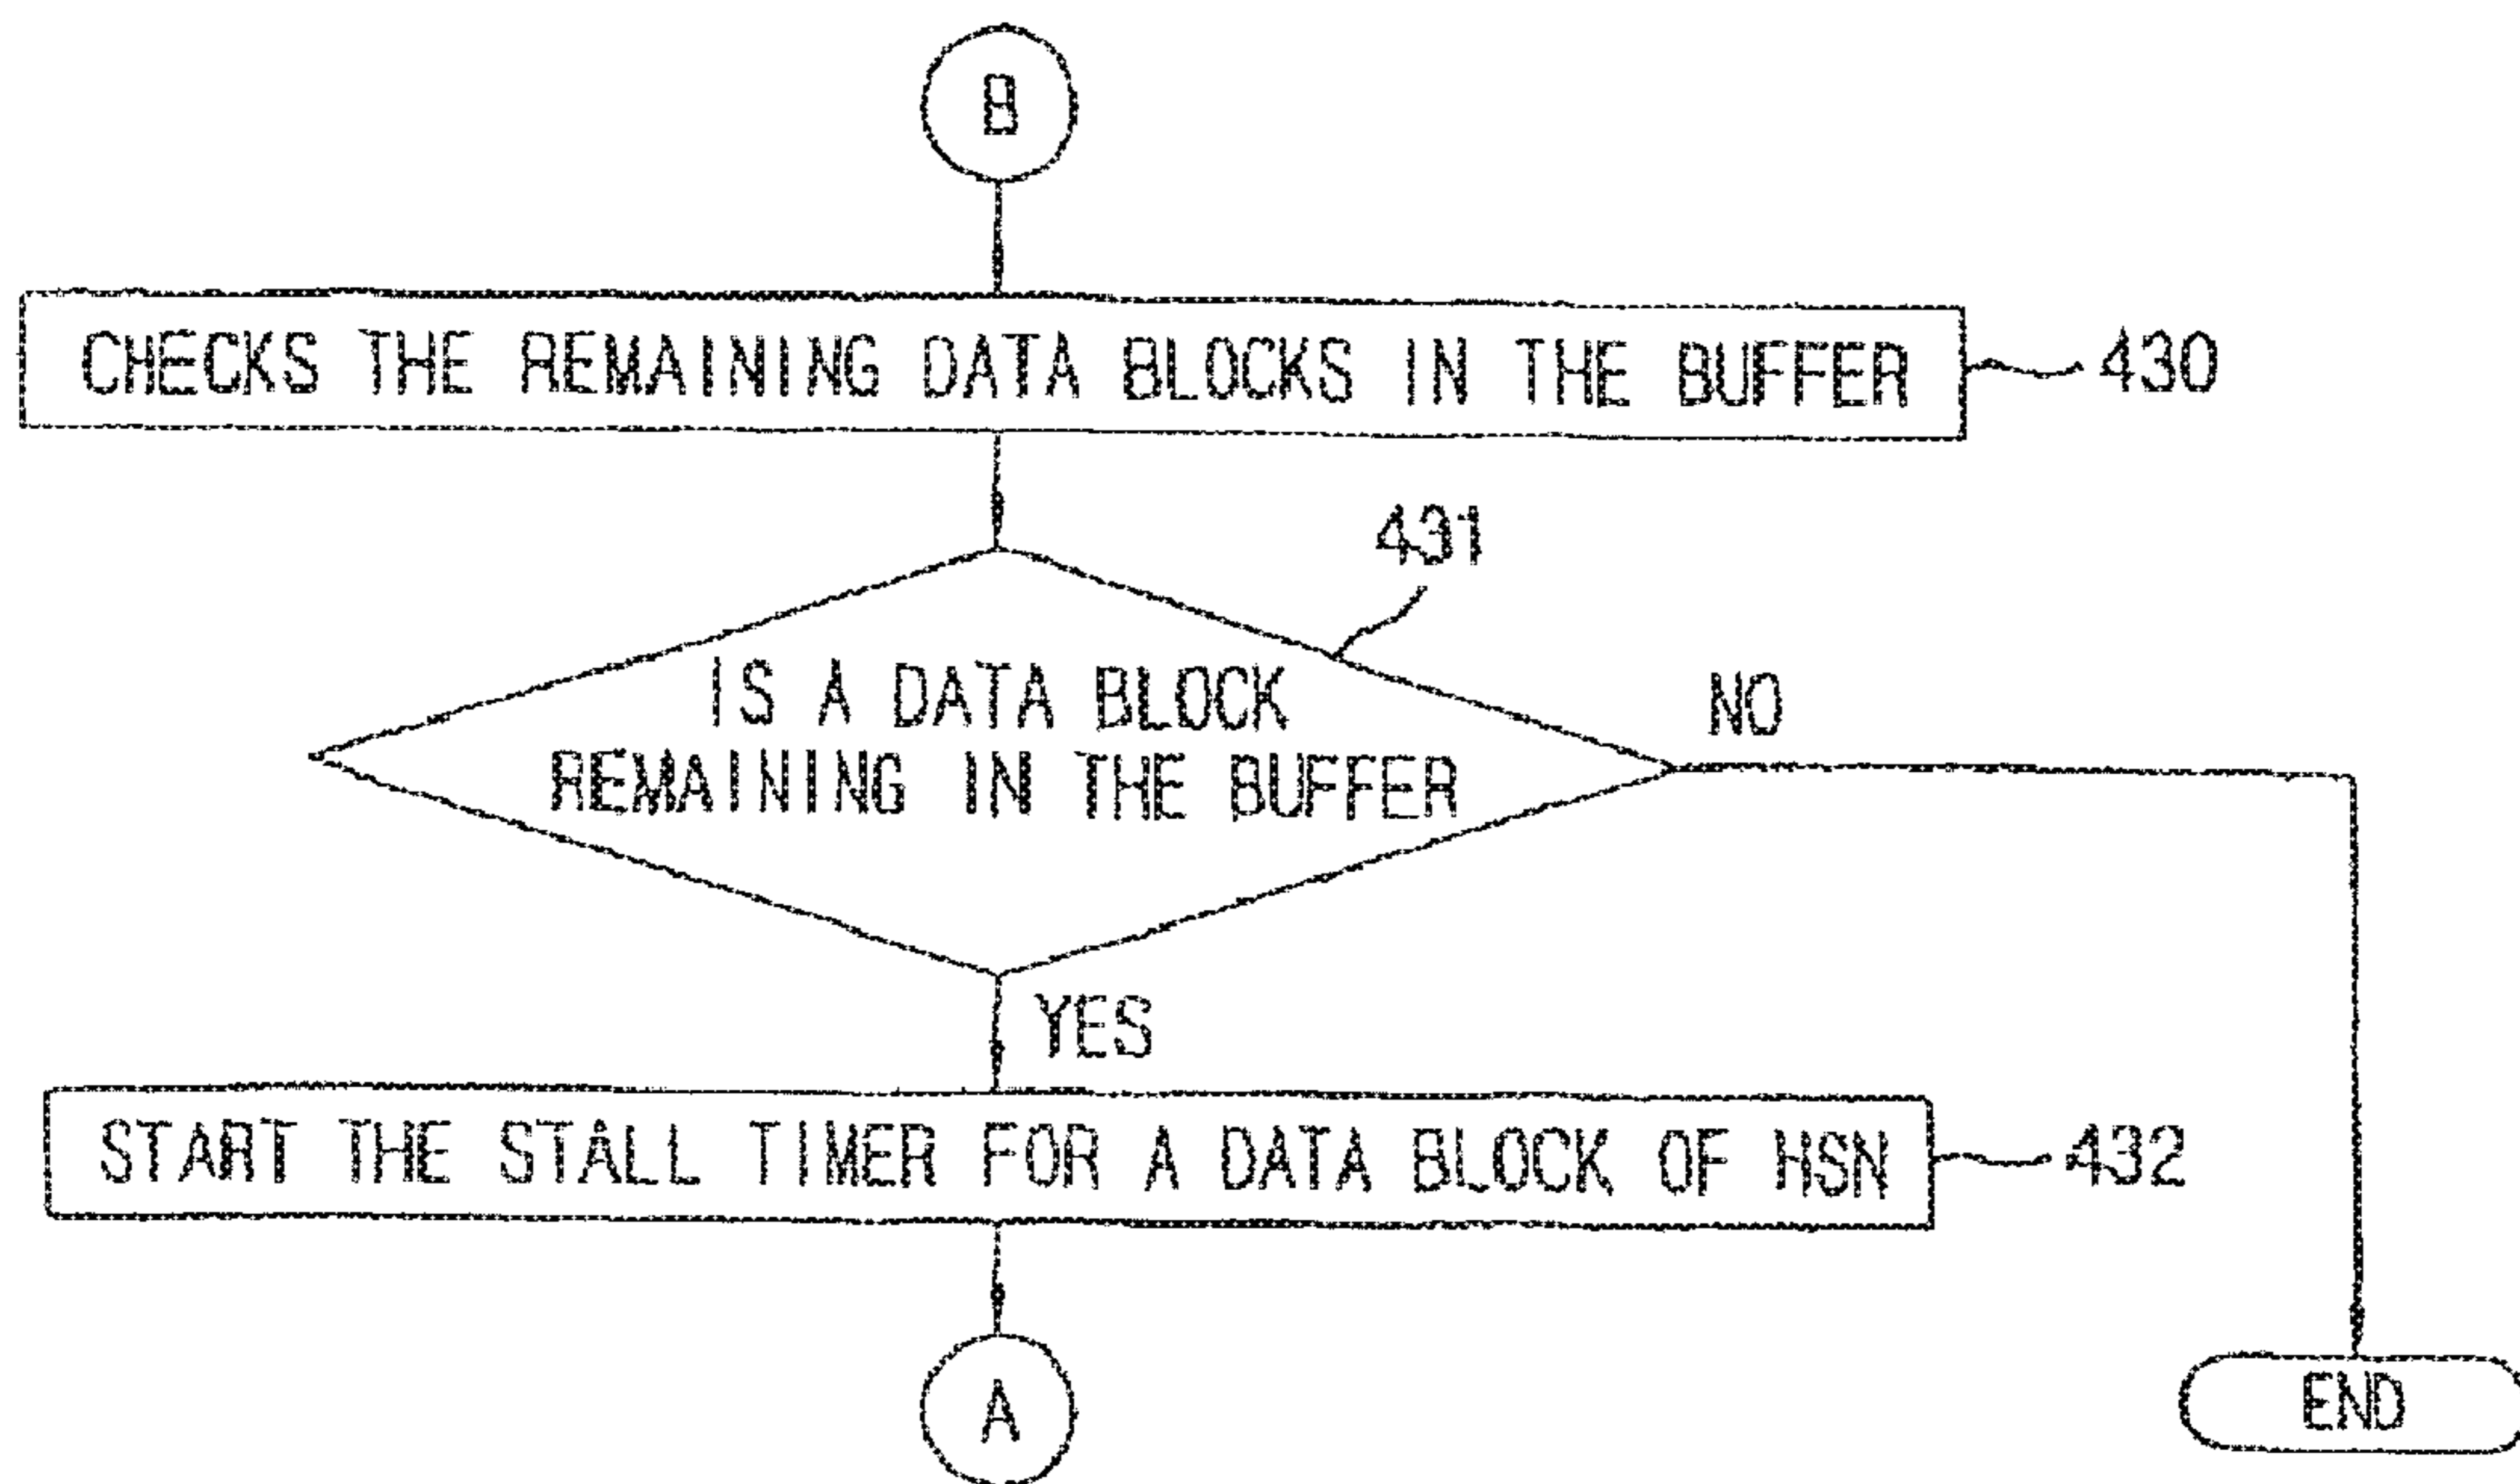 B
CHECKS THE REMAINING DATA BLOCKS IN THE BUFFER
430
431
IS A DATA BLOCK
REMAINING IN THE BUFFER
NO
YES
START THE STALL TIMER FOR A DATA BLOCK OF HSN
432
A
END